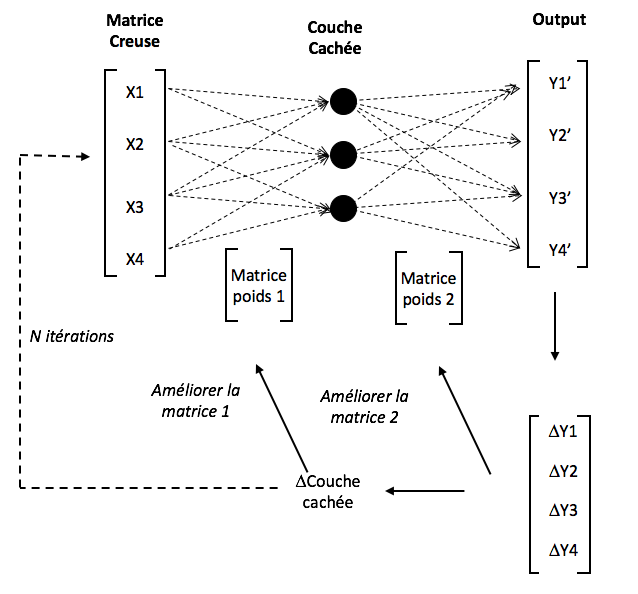 Matrice
Creuse
Couche
Cachée
Output
X1
X2
X3
X4
Y1’
Y2’
Y3’
Y4’
Matrice
poids 1
Matrice
poids 2
N itérations
Améliorer la
matrice 1
Améliorer la
matrice 2
ΔCouche
cachée
ΔY1
ΔY2
ΔY3
ΔY4